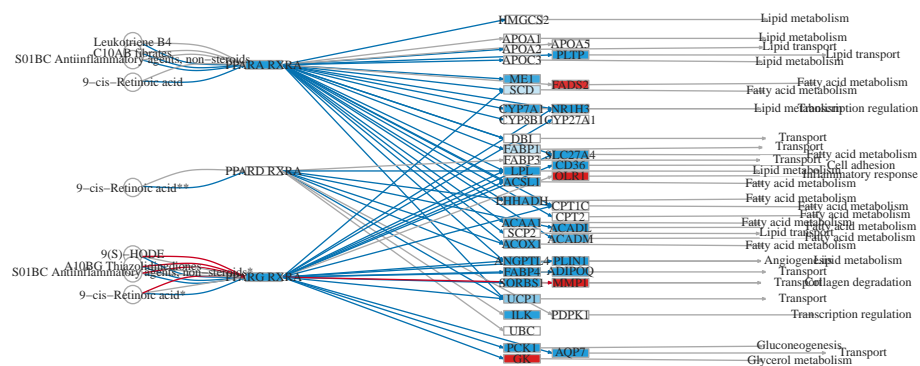 HMGCS2 Lipid metabolism
Leukotriene B4 APOA1 APOA5 Lipid metabolism
C10AB fibrates APOA2 Lipid transport
S01BC Antiinflammatory agents, non-steroids PLTP Lipid transport
PPARA RXRA APOC3 Lipid metabolism
9-cis-Retinoic acid ME1 FADS2 Fatty acid metabolism
SCD Fatty acid metabolism
CYP7A1 NR1H3 Lipid metabolism Transcription regulation
CYP8B1 CYP27A1
DBI Transport
FABP1 SLC27A4 Transport
Fatty acid metabolism
FABP3 CD36 Transport
Cell adhesion
PPARD RXRA LPL OLR1 Lipid metabolism
Inflammatory response
9-cis-Retinoic acid** ACSL1 Fatty acid metabolism
EHHADH CPT1C Fatty acid metabolism
Fatty acid metabolism
CPT2 Fatty acid metabolism
ACAA1 ACADL Fatty acid metabolism
Fatty acid metabolism
SCP2 ACADM Lipid transport
Fatty acid metabolism
ACOX1 Fatty acid metabolism
9(S)-HODE ANGPTL4 PLIN1 Angiogenesis Lipid metabolism
A10BG Thiazolidinediones
S01BC Antiinflammatory agents, non-steroids* PPARG RXRA FABP4 ADIPOQ Transport
SORBS1 MMP1 Transport Collagen degradation
9-cis-Retinoic acid* UCP1 Transport
ILK PDPK1 Transcription regulation
UBC
PCK1 AQP7 Gluconeogenesis
Transport
GK Glycerol metabolism